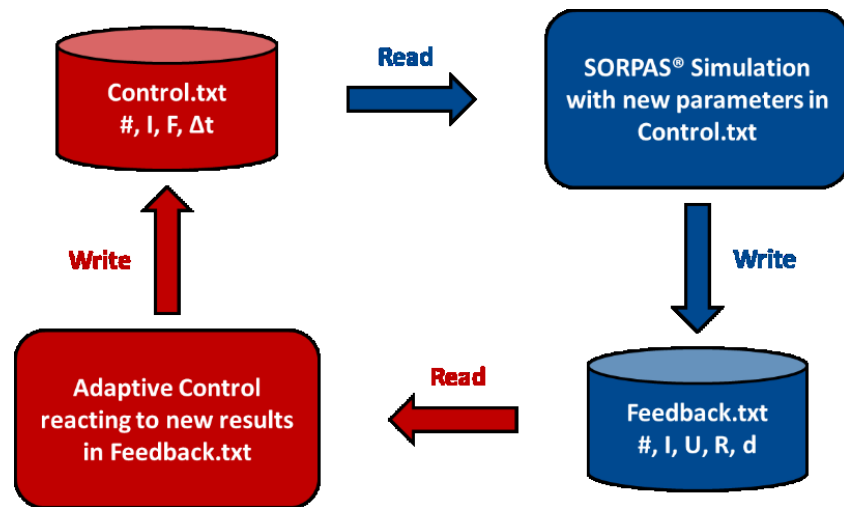 Control.txt
#, I, F, Δt
Read
SORPAS® Simulation
with new parameters in
Control.txt
Write
Write
Adaptive Control
reacting to new results
in Feedback.txt
Read
Feedback.txt
#, I, U, R, d